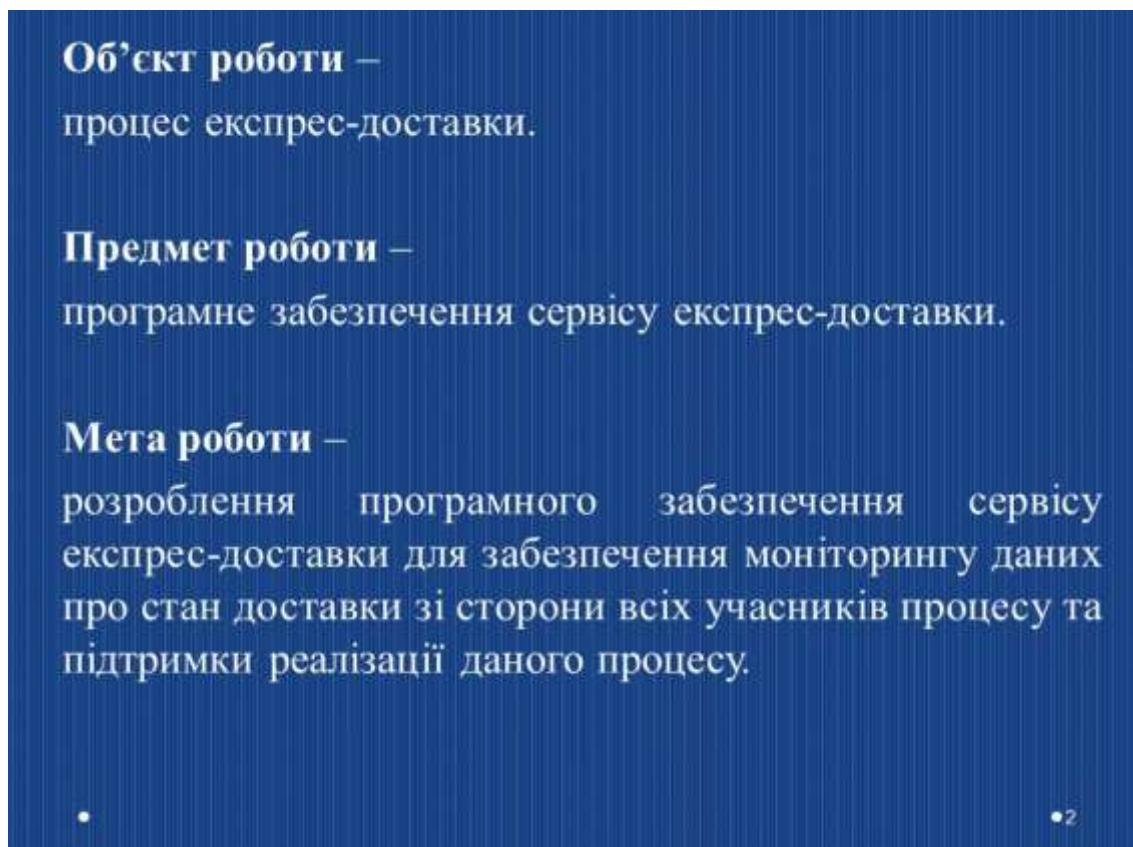 Об’єкт роботи –
процес експрес-доставки.
Предмет роботи –
програмне забезпечення сервісу експрес-доставки.
Мета роботи –
розроблення програмного забезпечення сервісу
експрес-доставки для забезпечення моніторингу даних
про стан доставки зі сторони всіх учасників процесу та
підтримки реалізації даного процесу.
2